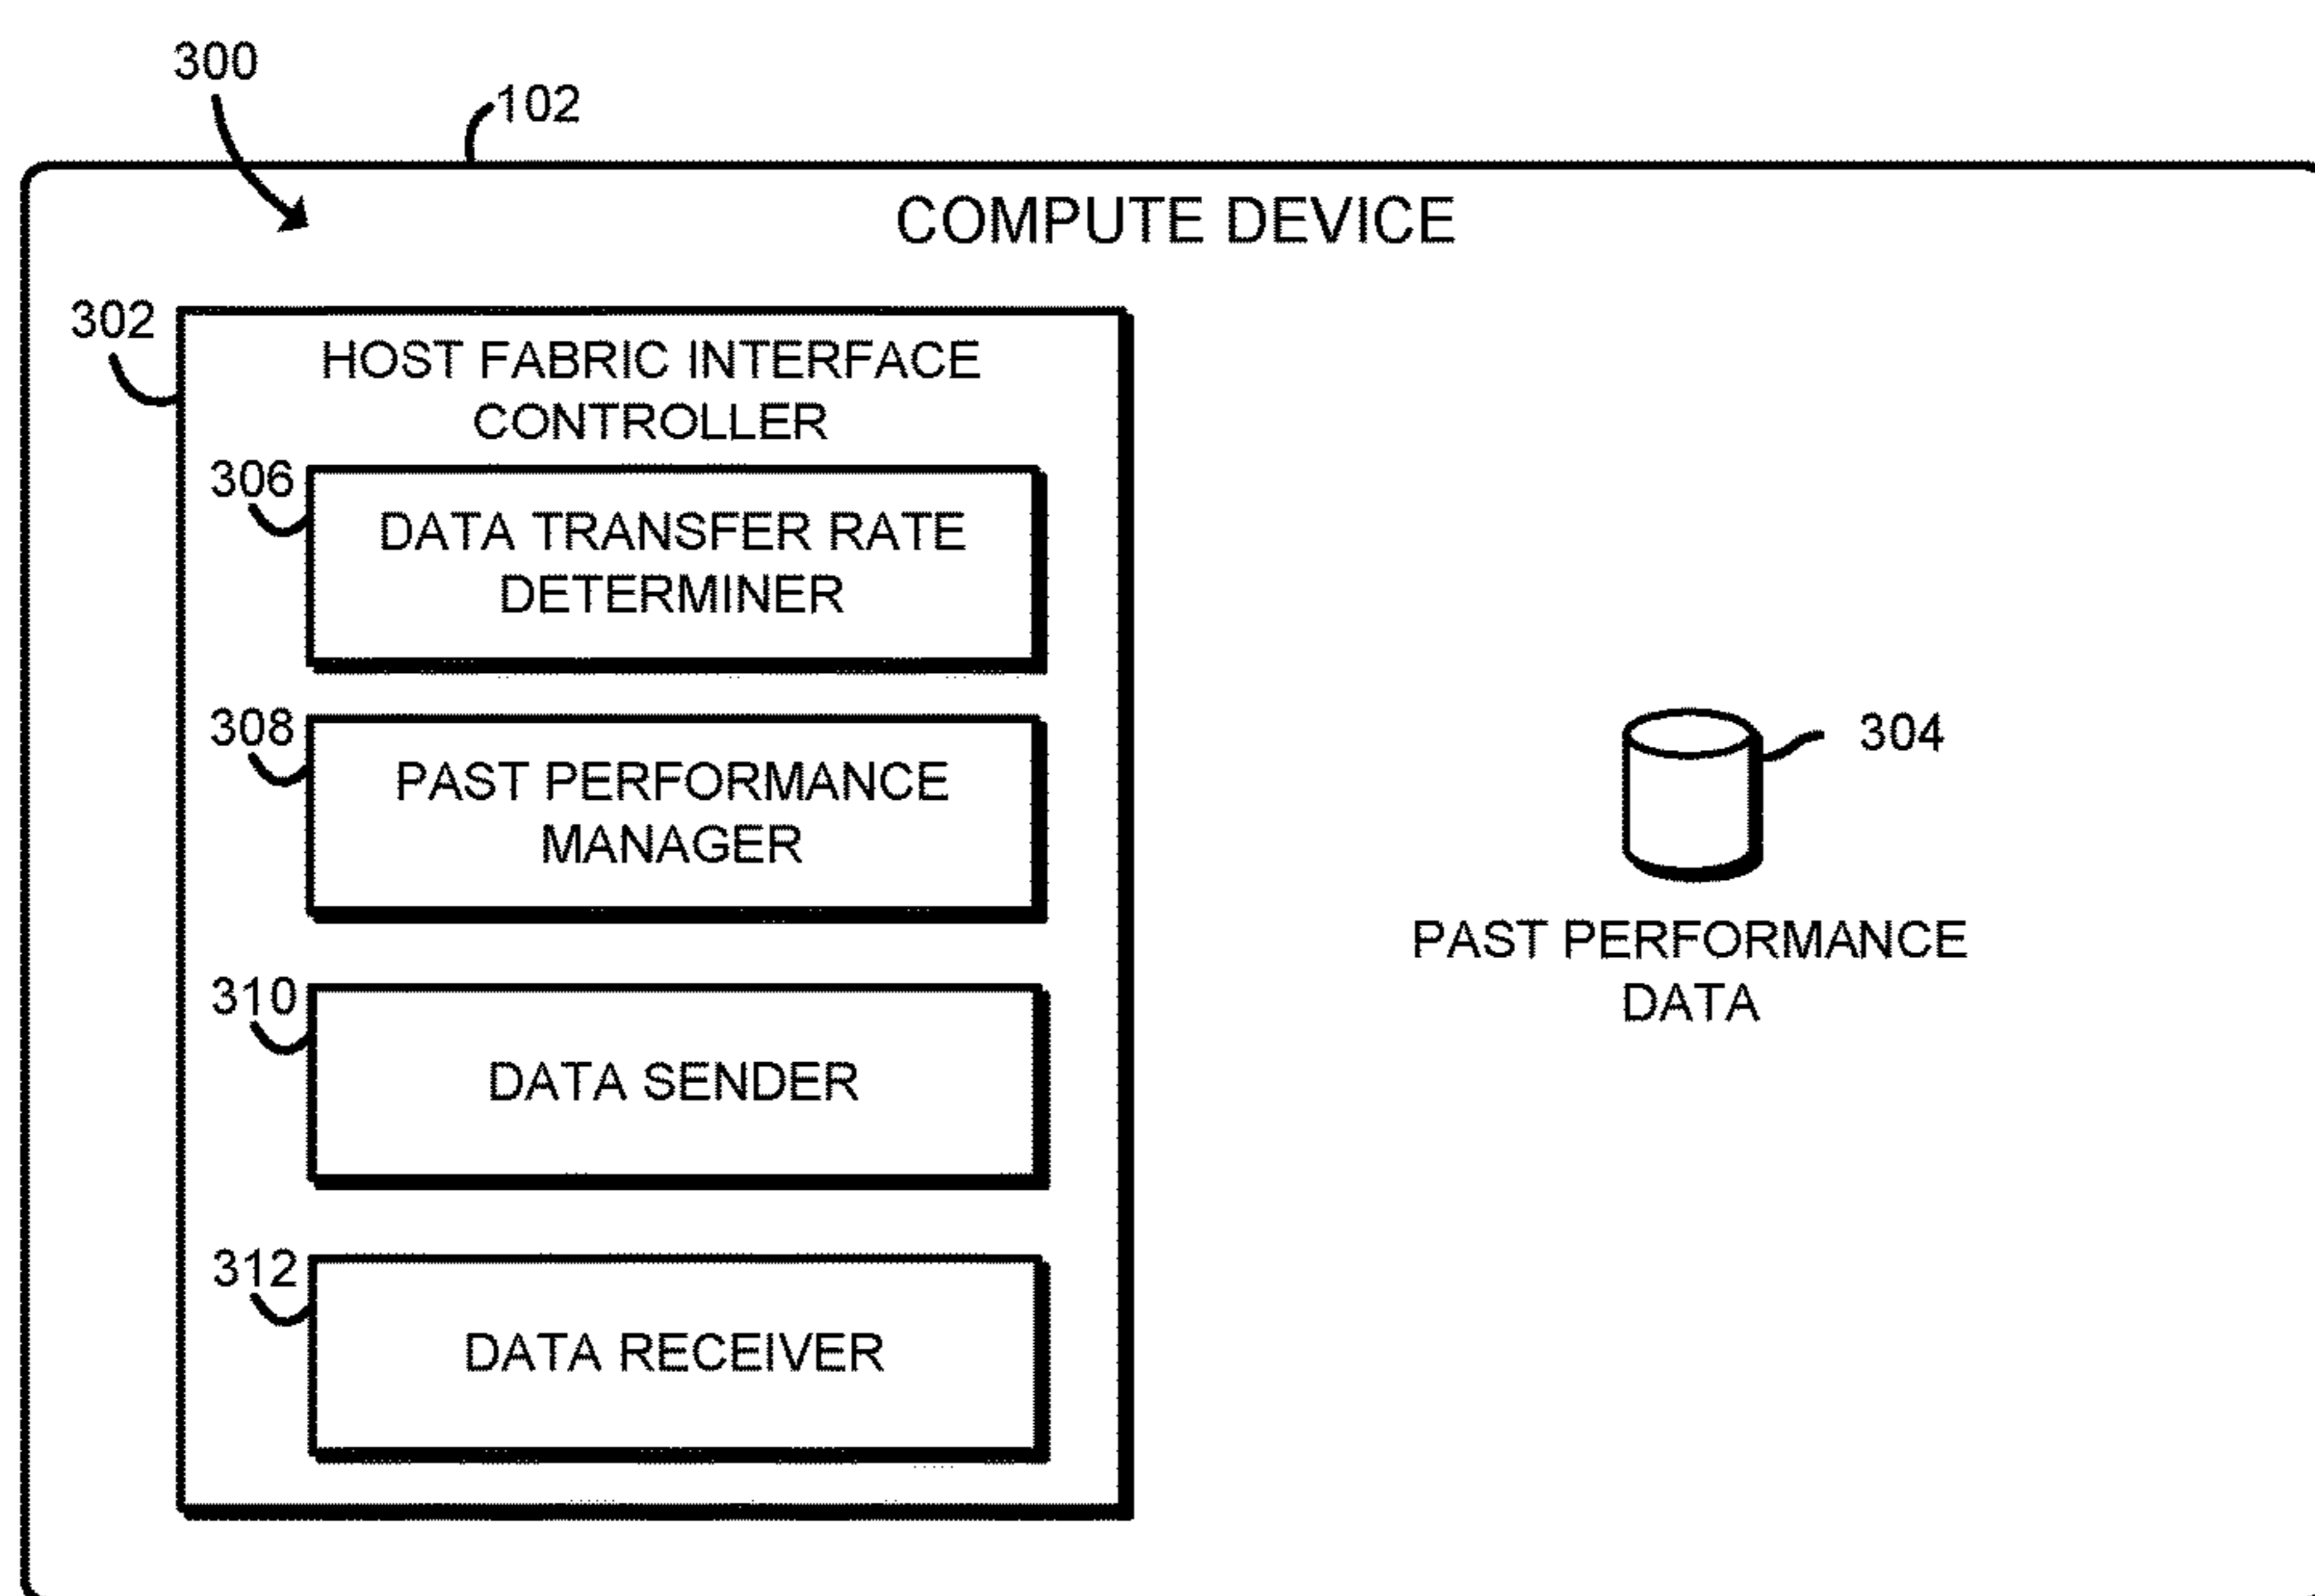 300
102
COMPUTE DEVICE
302
HOST FABRIC INTERFACE
CONTROLLER
306
DATA TRANSFER RATE
DETERMINER
308
PAST PERFORMANCE
MANAGER
304
PAST PERFORMANCE
DATA
310
DATA SENDER
312
DATA RECEIVER